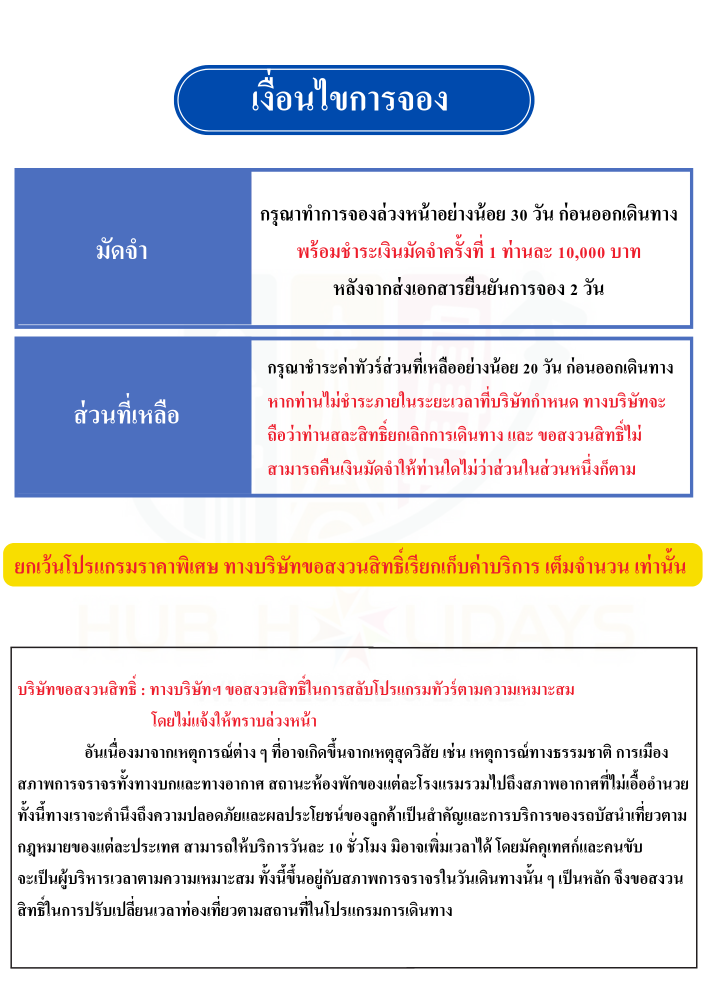 เงื่อนไขการจอง
มัดจำ
กรุณาทำการจองล่วงหน้าอย่างน้อย 30 วัน ก่อนออกเดินทาง
พร้อมชำระเงินมัดจำครั้งที่ 1 ท่านละ 10,000 บาท
หลังจากส่งเอกสารยืนยันการจอง 2 วัน
ส่วนที่เหลือ
กรุณาชำระค่าทัวร์ส่วนที่เหลืออย่างน้อย 20 วัน ก่อนออกเดินทาง
หากท่านไม่ชำระภายในระยะเวลาที่บริษัทกำหนด ทางบริษัทจะ
ถือว่าท่านสละสิทธิ์ยกเลิกการเดินทาง และ ขอสงวนสิทธิ์ไม่
สามารถคืนเงินมัดจำให้ท่านใดไม่ว่าส่วนในส่วนหนึ่งก็ตาม
ยกเว้นโปรแกรมราคาพิเศษ ทางบริษัทขอสงวนสิทธิ์เรียกเก็บค่าบริการ เต็มจำนวน เท่านั้น
HUB HOLIDAYS
บริษัทขอสงวนสิทธิ์ : ทางบริษัทฯ ขอสงวนสิทธิ์ในการสลับโปรแกรมทัวร์ตามความเหมาะสม
โดยไม่แจ้งให้ทราบล่วงหน้า
อันเนื่องมาจากเหตุการณ์ต่าง ๆ ที่อาจเกิดขึ้นจากเหตุสุดวิสัย เช่น เหตุการณ์ทางธรรมชาติ การเมือง
สภาพการจราจรทั้งทางบกและทางอากาศ สถานะห้องพักของแต่ละโรงแรมรวมไปถึงสภาพอากาศที่ไม่เอื้ออำนวย
ทั้งนี้ทางเราจะคำนึงถึงความปลอดภัยและผลประโยชน์ของลูกค้าเป็นสำคัญและการบริการของรถบัสนำเที่ยวตาม
กฎหมายของแต่ละประเทศ สามารถให้บริการวันละ 10 ชั่วโมง มิอาจเพิ่มเวลาได้ โดยมัคคุเทศก์และคนขับ
จะเป็นผู้บริหารเวลาตามความเหมาะสม ทั้งนี้ขึ้นอยู่กับสภาพการจราจรในวันเดินทางนั้น ๆ เป็นหลัก จึงขอสงวน
สิทธิ์ในการปรับเปลี่ยนเวลาท่องเที่ยวตามสถานที่ในโปรแกรมการเดินทาง